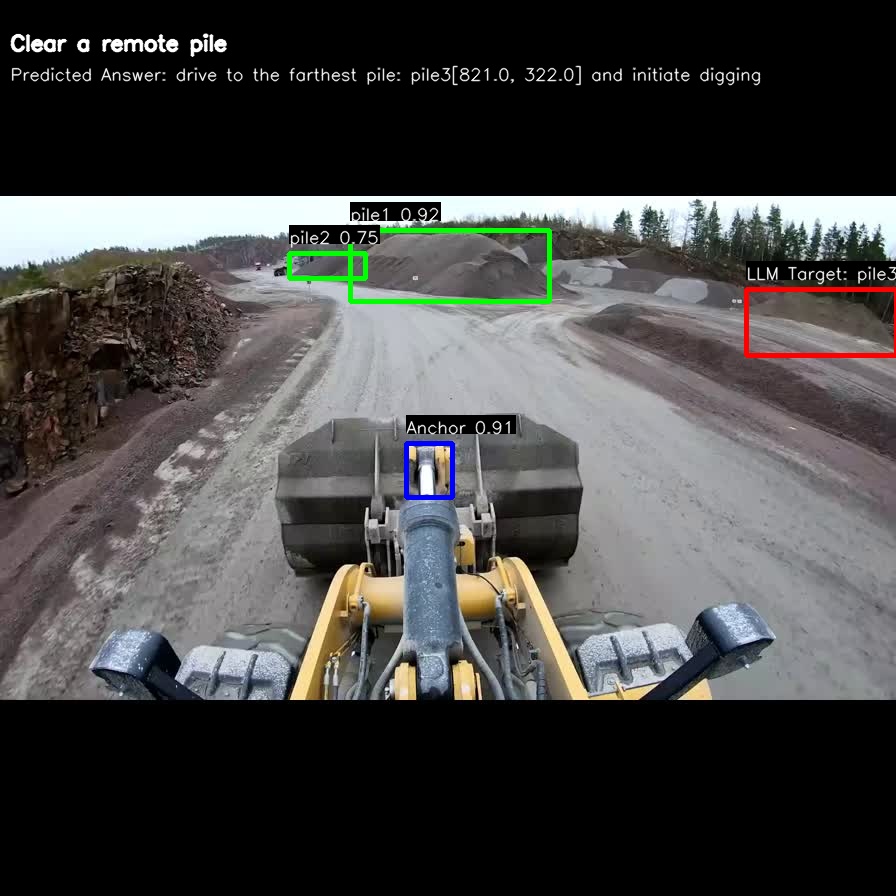 Clear a remote pile
Predicted Answer: drive to the farthest pile: pile3[821.0, 322.0] and initiate digging
pile1 0.92
pile2 0.75
LLM Target: pile3
Anchor 0.91